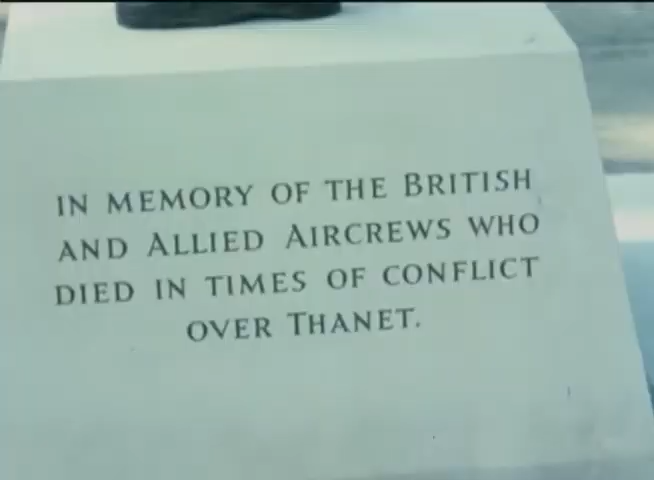 IN MEMORY OF THE BRITISH
AND ALLIED AIRCREWS WHO
DIED IN TIMES OF CONFLICT
OVER THANET.